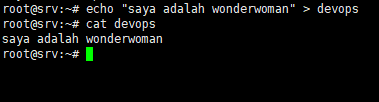 root@srv:~# echo "saya adalah wonderwoman" > devops
root@srv:~# cat devops
saya adalah wonderwoman
root@srv:~#